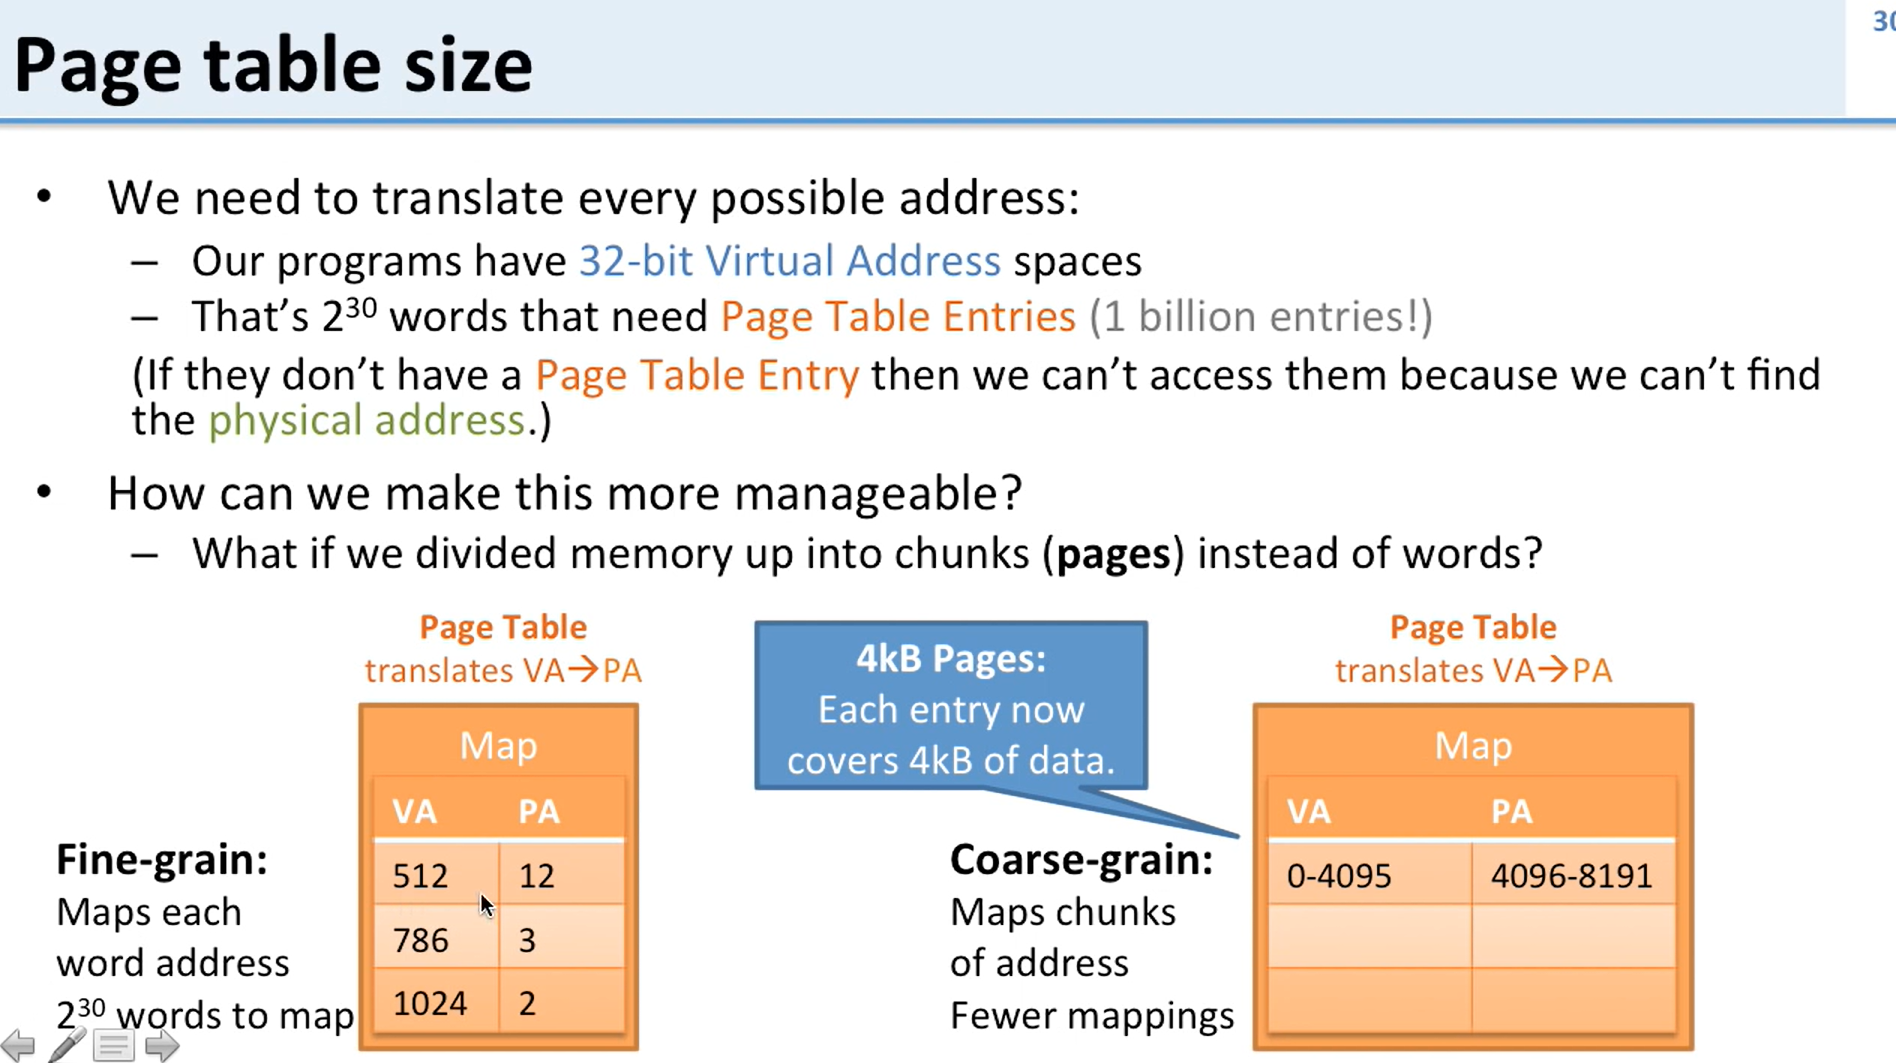 30
Page table size
• We need to translate every possible address:
– Our programs have 32-bit Virtual Address spaces
– That's 2³⁰ words that need Page Table Entries (1 billion entries!)
(If they don't have a Page Table Entry then we can't access them because we can't find
the physical address.)
• How can we make this more manageable?
– What if we divided memory up into chunks (pages) instead of words?
Page Table
translates VA→PA
Map
VA PA
512 12
786 3
1024 2
Fine-grain:
Maps each
word address
2³⁰ words to map
4kB Pages:
Each entry now
covers 4kB of data.
Page Table
translates VA→PA
Map
VA PA
0-4095 4096-8191
Coarse-grain:
Maps chunks
of address
Fewer mappings